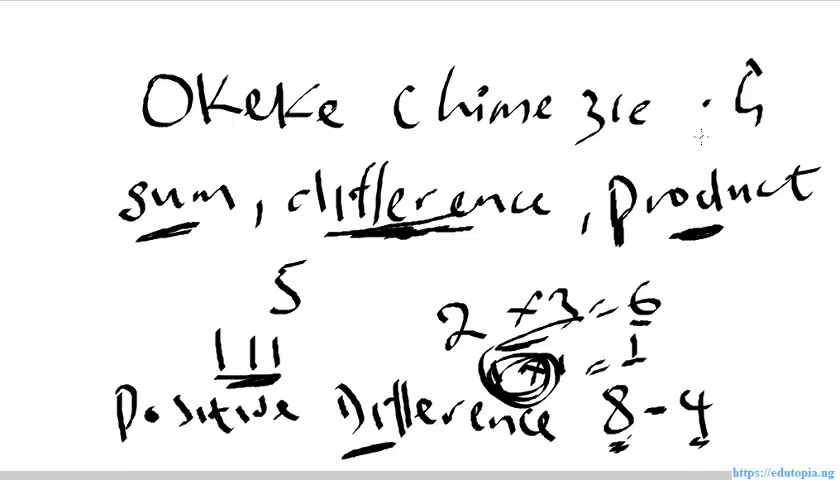 Okeke Chimezie . G
sum, difference, product
5
2 + 3 = 6
111
= 1
Positive Difference 8 - 4
https://edutopia.ng